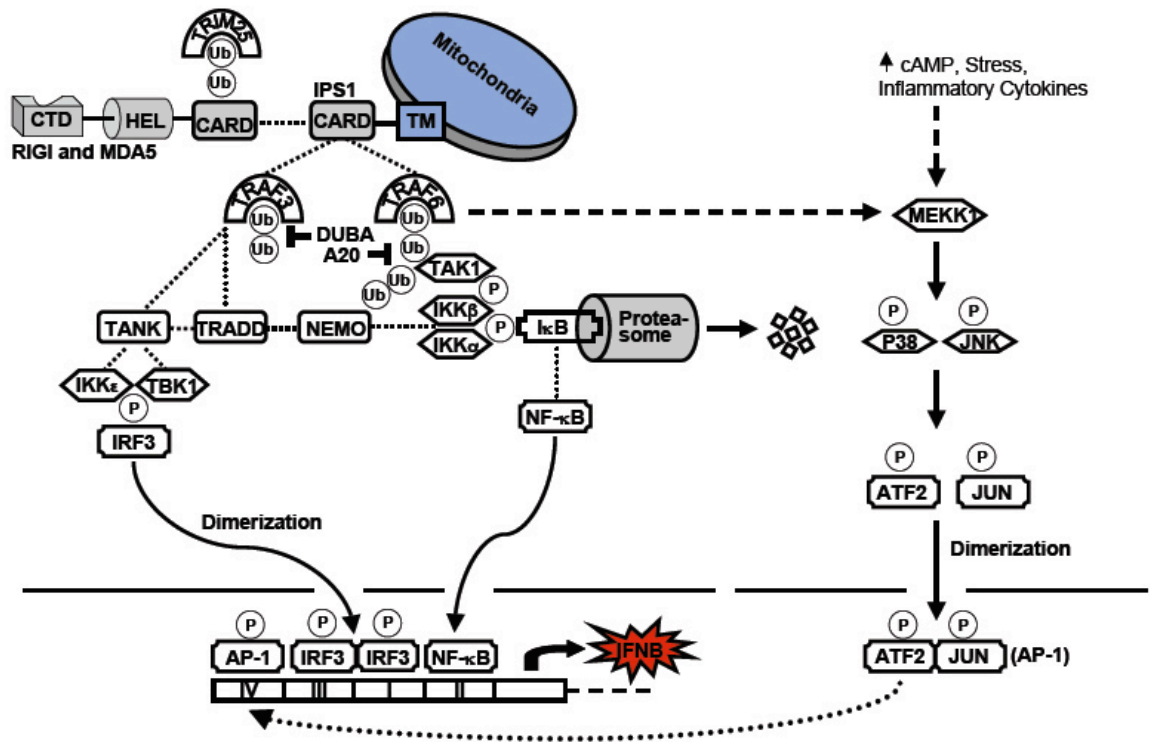 TRIM25
Ub
Ub
Mitochondria
IPS1
CTD
HEL
CARD
CARD
TM
RIGI and MDA5
↑ cAMP, Stress,
Inflammatory Cytokines
TRAF3
TRAF6
Ub
Ub
Ub
Ub
DUBA
A20
MEKK1
TAK1
P
Ub
Ub
TANK
TRADD
NEMO
IKKβ
IKKα
P
IκB
Protea-
some
P
P
P38
JNK
IKKε
TBK1
P
IRF3
NF-κB
P
P
ATF2
JUN
Dimerization
Dimerization
P
P
P
AP-1
IRF3
IRF3
NF-κB
IFNB
P
P
ATF2
JUN
(AP-1)
IV
III
I
II